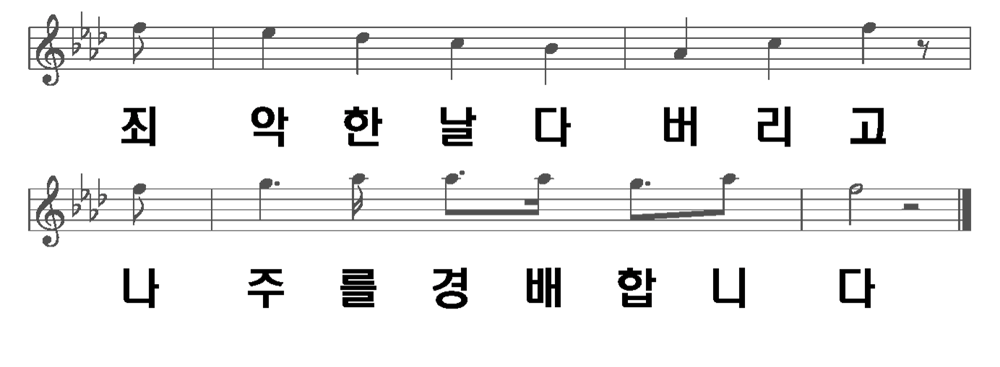 죄 악 한 날 다 버 리 고
나 주 를 경 배 합 니 다